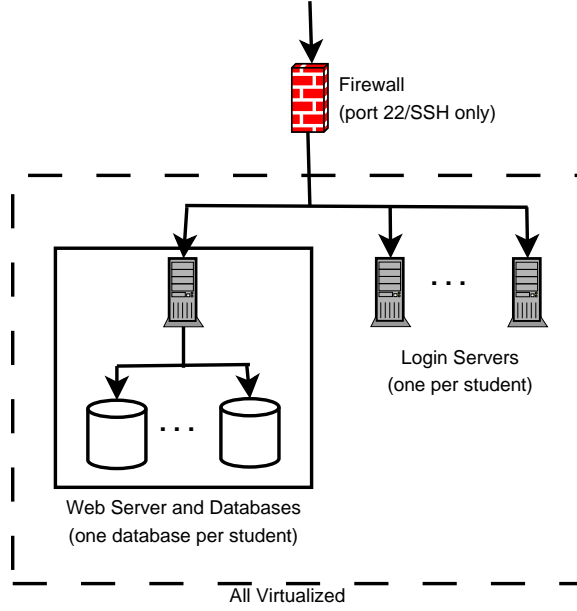 Firewall
(port 22/SSH only)
. . .
Login Servers
(one per student)
. . .
Web Server and Databases
(one database per student)
All Virtualized